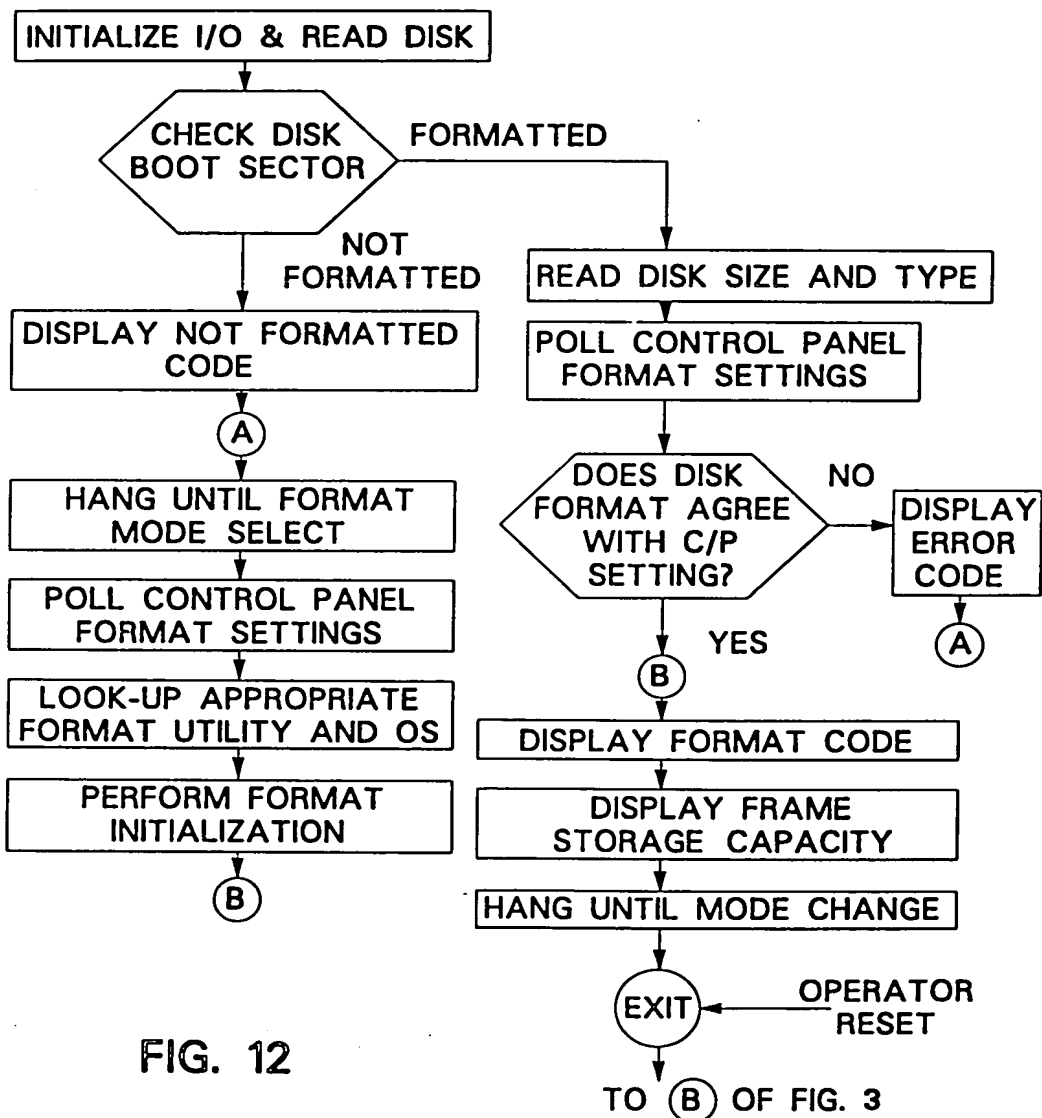 INITIALIZE I/O & READ DISK
CHECK DISK
BOOT SECTOR
FORMATTED
NOT
FORMATTED
DISPLAY NOT FORMATTED
CODE
A
HANG UNTIL FORMAT
MODE SELECT
POLL CONTROL PANEL
FORMAT SETTINGS
LOOK-UP APPROPRIATE
FORMAT UTILITY AND OS
PERFORM FORMAT
INITIALIZATION
B
READ DISK SIZE AND TYPE
POLL CONTROL PANEL
FORMAT SETTINGS
DOES DISK
FORMAT AGREE
WITH C/P
SETTING?
NO
DISPLAY
ERROR
CODE
A
YES
B
DISPLAY FORMAT CODE
DISPLAY FRAME
STORAGE CAPACITY
HANG UNTIL MODE CHANGE
EXIT
OPERATOR
RESET
TO B OF FIG. 3
FIG. 12